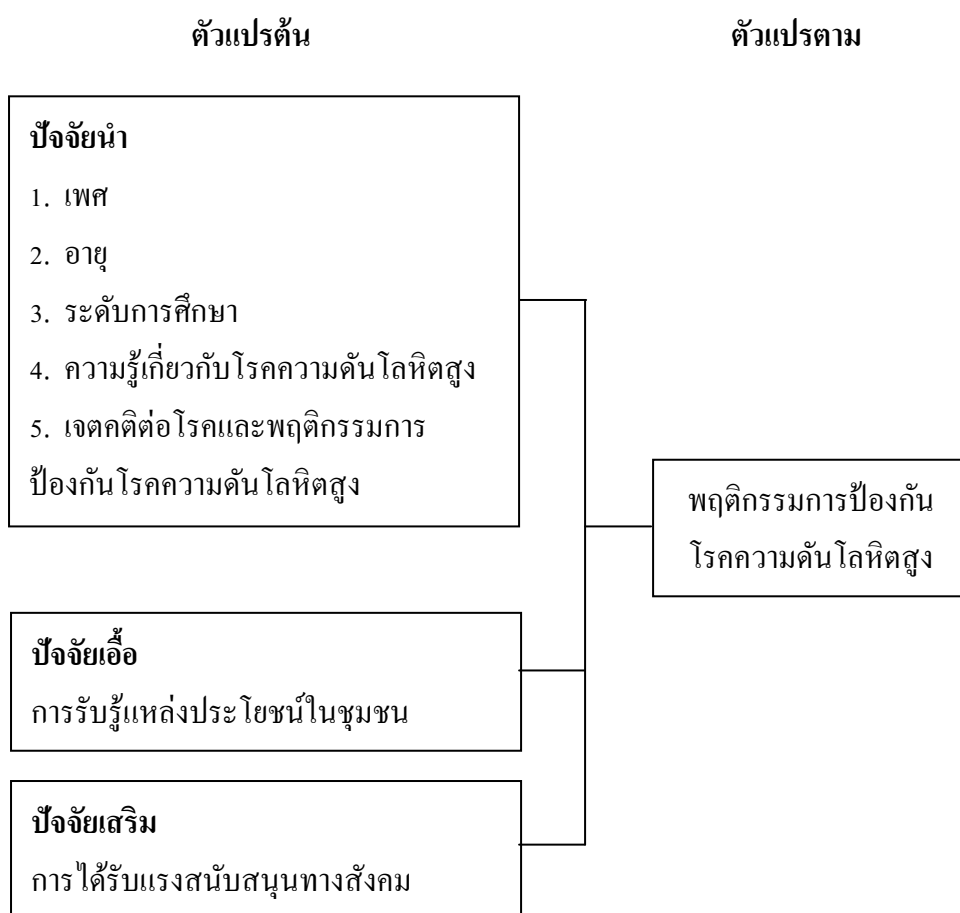 ตัวแปรต้น
ตัวแปรตาม
ปัจจัยนำ
1. เพศ
2. อายุ
3. ระดับการศึกษา
4. ความรู้เกี่ยวกับโรคความดันโลหิตสูง
5. เจตคติต่อโรคและพฤติกรรมการ
ป้องกันโรคความดันโลหิตสูง
พฤติกรรมการป้องกัน
โรคความดันโลหิตสูง
ปัจจัยเอื้อ
การรับรู้แหล่งประโยชน์ในชุมชน
ปัจจัยเสริม
การได้รับแรงสนับสนุนทางสังคม